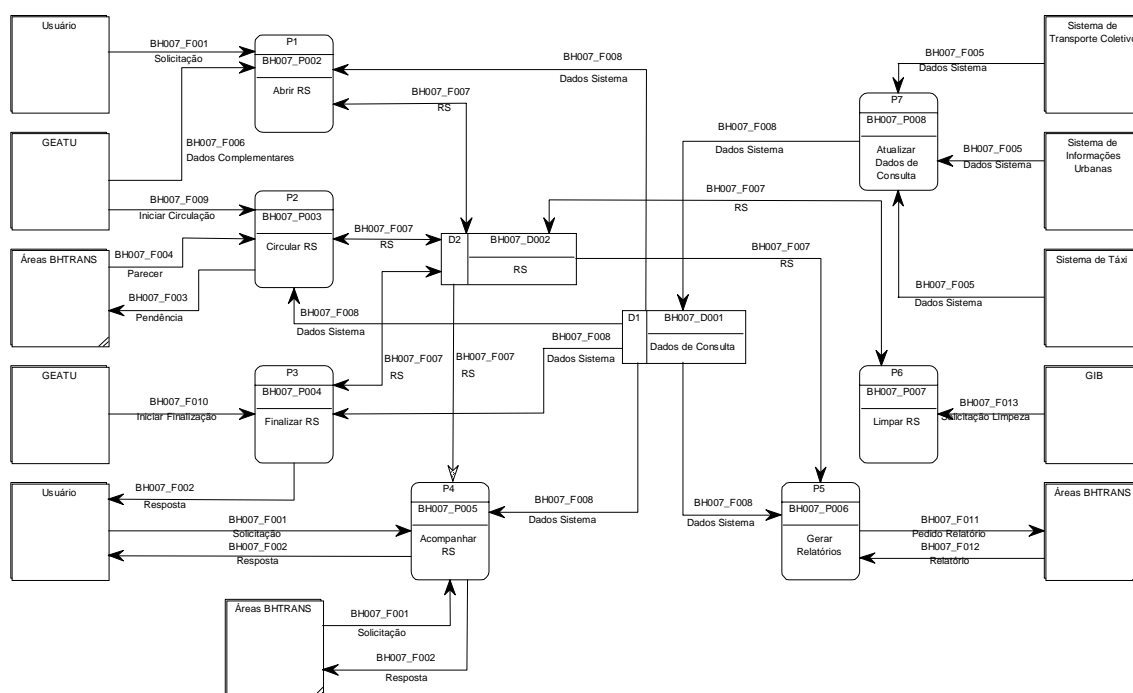 Usuário
BH007_F001
Solicitação
P1
BH007_P002
Abrir RS
BH007_F008
Dados Sistema
BH007_F007
RS
Sistema de
Transporte Coletivo
BH007_F005
Dados Sistema
P7
BH007_P008
Atualizar
Dados de
Consulta
GEATU
BH007_F006
Dados Complementares
BH007_F008
Dados Sistema
Sistema de
Informações
Urbanas
BH007_F005
Dados Sistema
BH007_F009
Iniciar Circulação
P2
BH007_P003
Circular RS
BH007_F007
RS
D2
BH007_D002
RS
BH007_F007
RS
BH007_F007
RS
Áreas BHTRANS
BH007_F004
Parecer
BH007_F003
Pendência
Sistema de Táxi
BH007_F005
Dados Sistema
BH007_F008
Dados Sistema
D1
BH007_D001
Dados de Consulta
BH007_F008
Dados Sistema
BH007_F007
RS
BH007_F007
RS
GEATU
BH007_F010
Iniciar Finalização
P3
BH007_P004
Finalizar RS
P6
BH007_P007
Limpar RS
GIB
BH007_F013
Solicitação Limpeza
Usuário
BH007_F002
Resposta
BH007_F001
Solicitação
BH007_F002
Resposta
P4
BH007_P005
Acompanhar
RS
BH007_F008
Dados Sistema
BH007_F008
Dados Sistema
P5
BH007_P006
Gerar
Relatórios
Áreas BHTRANS
BH007_F011
Pedido Relatório
BH007_F012
Relatório
Áreas BHTRANS
BH007_F001
Solicitação
BH007_F002
Resposta